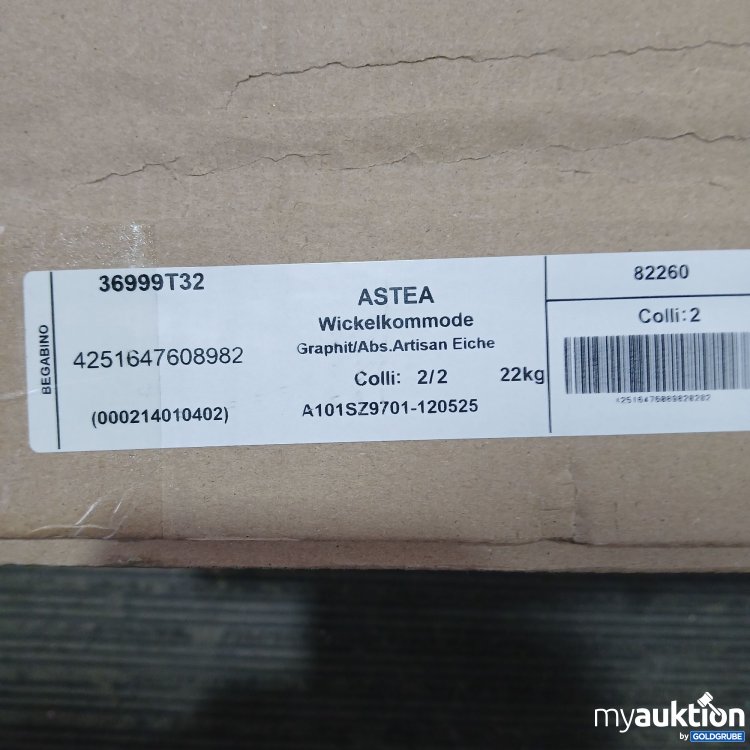 BEGABINO
36999T32
4251647608982
(000214010402)
ASTEA
Wickelkommode
Graphit/Abs.Artisan Eiche
Colli: 2/2 22kg
A101SZ9701-120525
82260
Colli:2
myauktion
by GOLDGRUBE